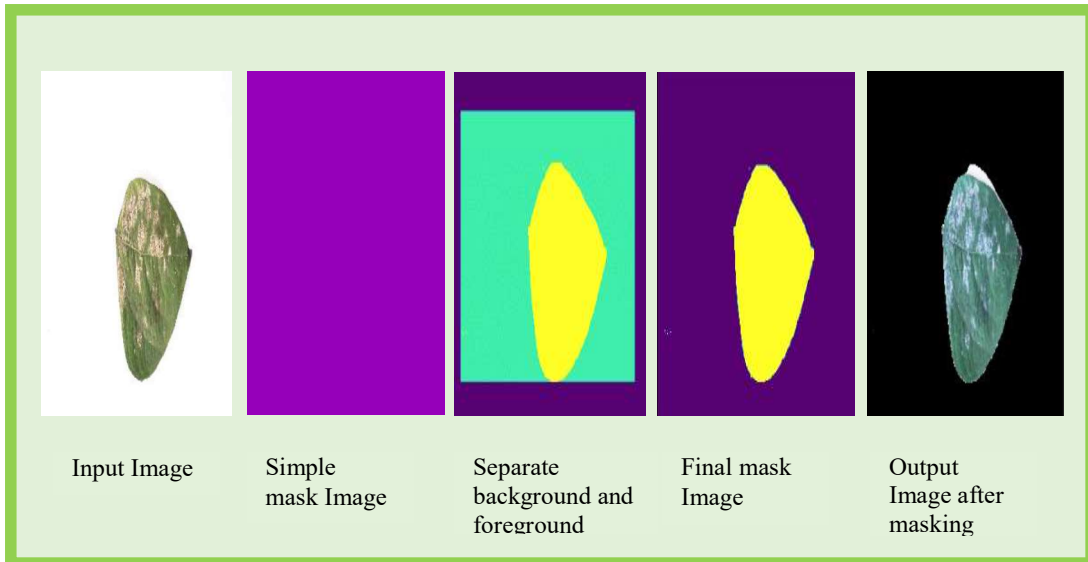 Input Image
Simple
mask Image
Separate
background and
foreground
Final mask
Image
Output
Image after
masking